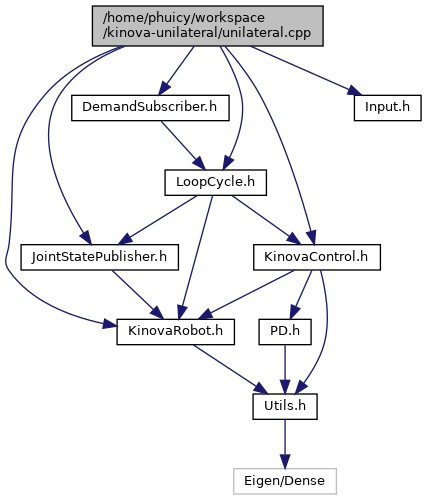 /home/phuicy/workspace
/kinova-unilateral/unilateral.cpp
DemandSubscriber.h
Input.h
LoopCycle.h
JointStatePublisher.h
KinovaControl.h
KinovaRobot.h
PD.h
Utils.h
Eigen/Dense